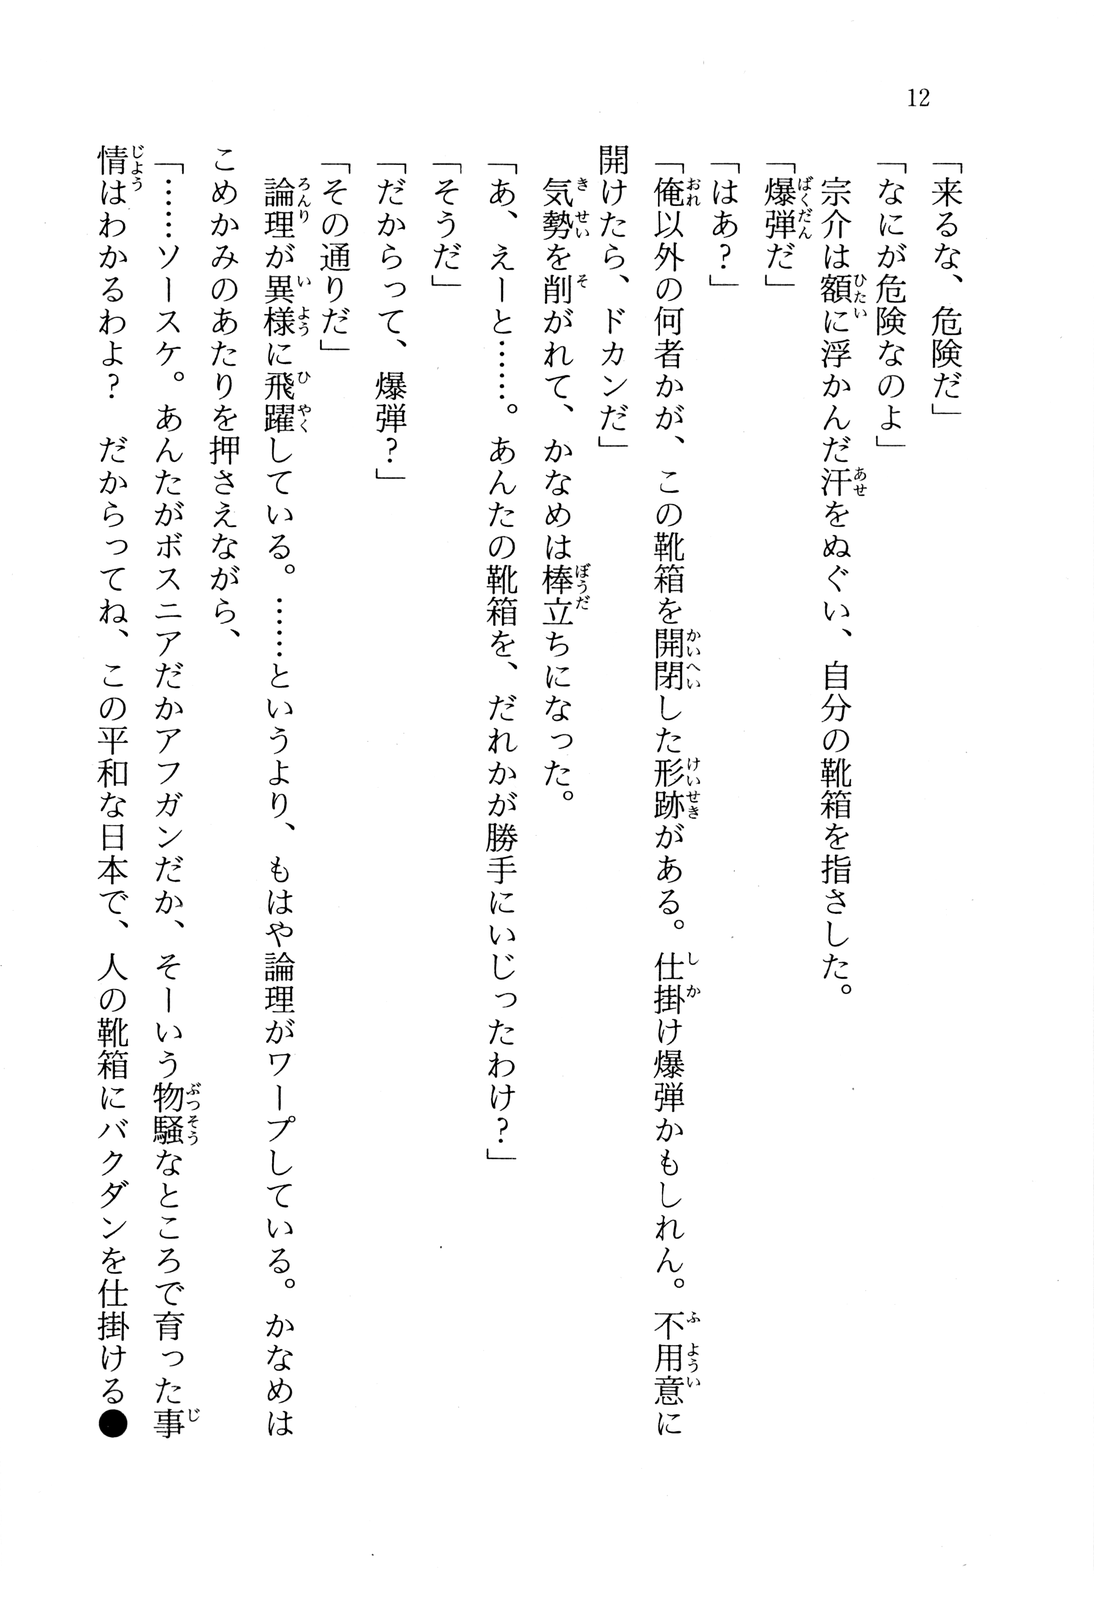 12
「来るな、危険だ」
「なにが危険なのよ」
宗介は額に浮かんだ汗をぬぐい、自分の靴箱を指さした。
「爆弾だ」
「はあ？」
「俺以外の何者かが、この靴箱を開閉した形跡がある。仕掛け爆弾かもしれん。不用意に
開けたら、ドカンだ」
気勢を削がれて、かなめは棒立ちになった。
「あ、えーと……。あんたの靴箱を、だれかが勝手にいじったわけ？」
「そうだ」
「だからって、爆弾？」
「その通りだ」
論理が異様に飛躍している。……というより、もはや論理がワープしている。かなめは
こめかみのあたりを押さえながら、
「……ソースケ。あんたがボスニアだかアフガンだか、そーいう物騒なところで育った事
情はわかるわよ？　だからってね、この平和な日本で、人の靴箱にバクダンを仕掛ける●